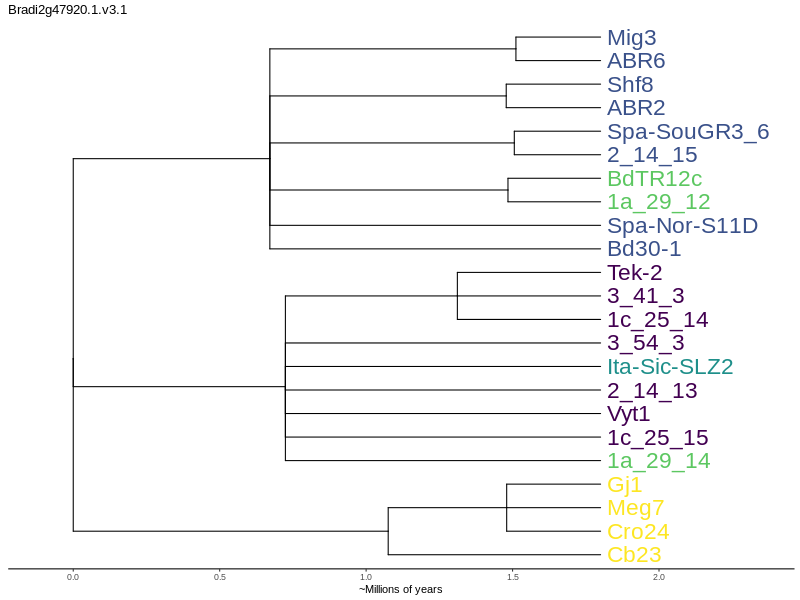 Bradi2g47920.1.v3.1
Mig3
ABR6
Shf8
ABR2
Spa-SouGR3_6
2_14_15
BdTR12c
1a_29_12
Spa-Nor-S11D
Bd30-1
Tek-2
3_41_3
1c_25_14
3_54_3
Ita-Sic-SLZ2
2_14_13
Vyt1
1c_25_15
1a_29_14
Gj1
Meg7
Cro24
Cb23
0.0 0.5 1.0 1.5 2.0
~Millions of years